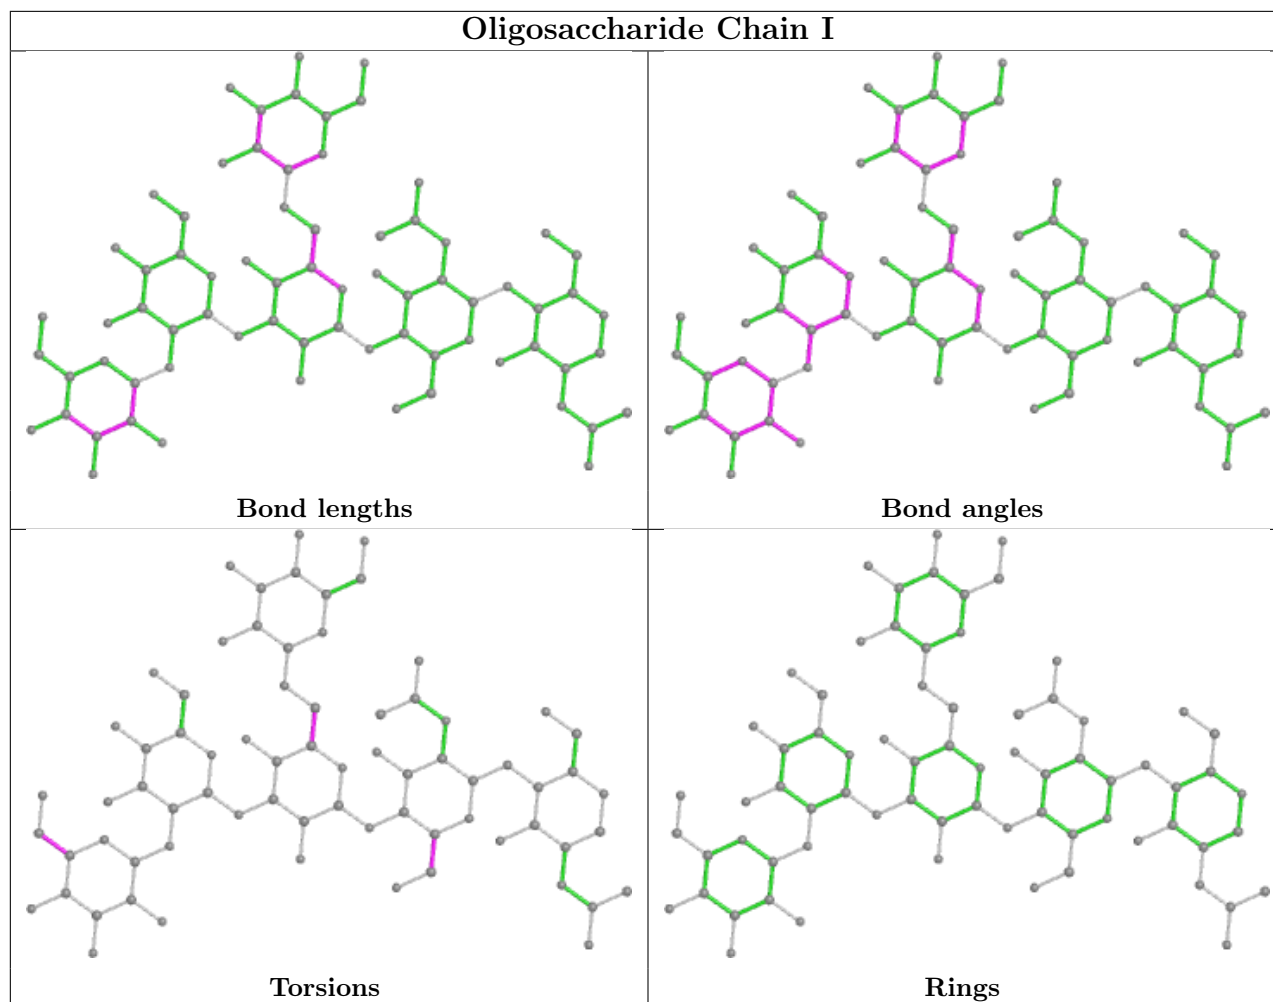 Oligosaccharide Chain I
Bond lengths
Bond angles
Torsions
Rings